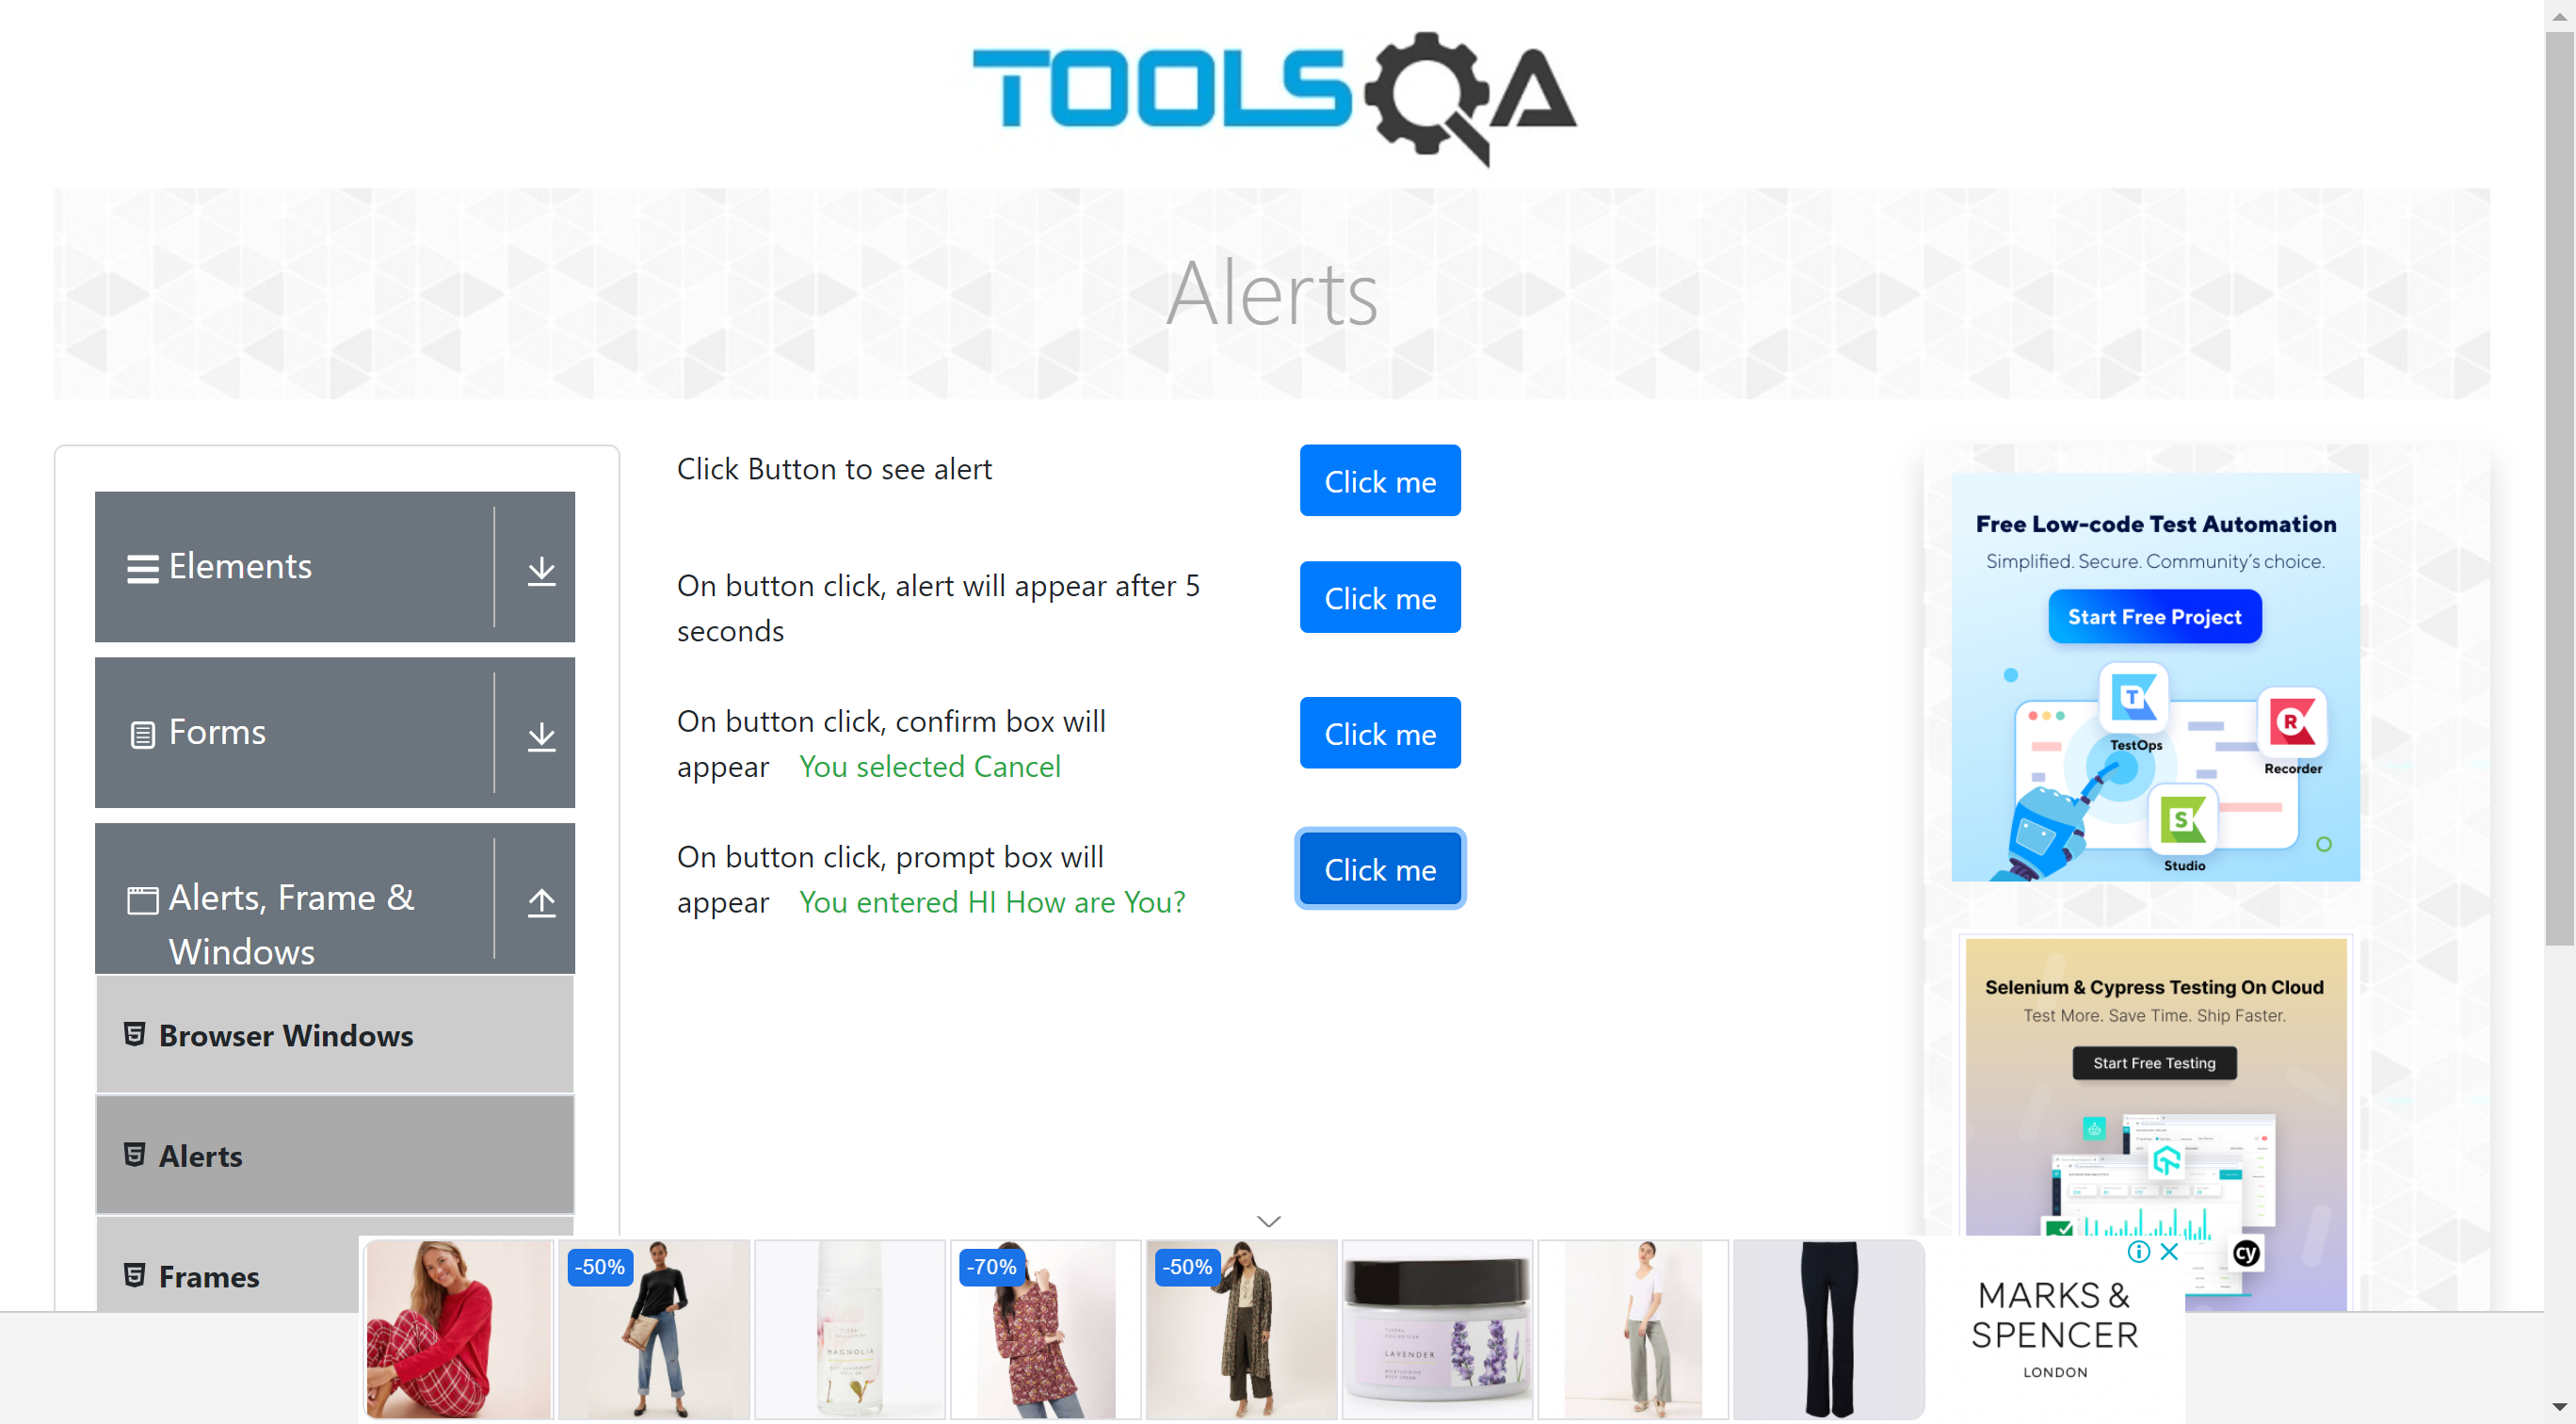 TOOLSQA
Alerts
Elements
Forms
Alerts, Frame &
Windows
Browser Windows
Alerts
Frames
Click Button to see alert
Click me
On button click, alert will appear after 5
seconds
Click me
On button click, confirm box will
appear You selected Cancel
Click me
On button click, prompt box will
appear You entered HI How are You?
Click me
Free Low-code Test Automation
Simplified. Secure. Community's choice.
Start Free Project
T
TestOps
R
Recorder
S
Studio
Selenium & Cypress Testing On Cloud
Test More. Save Time. Ship Faster.
Start Free Testing
cy
-50%
MAGNOLIA
-70%
-50%
LAVENDER
MARKS &
SPENCER
LONDON